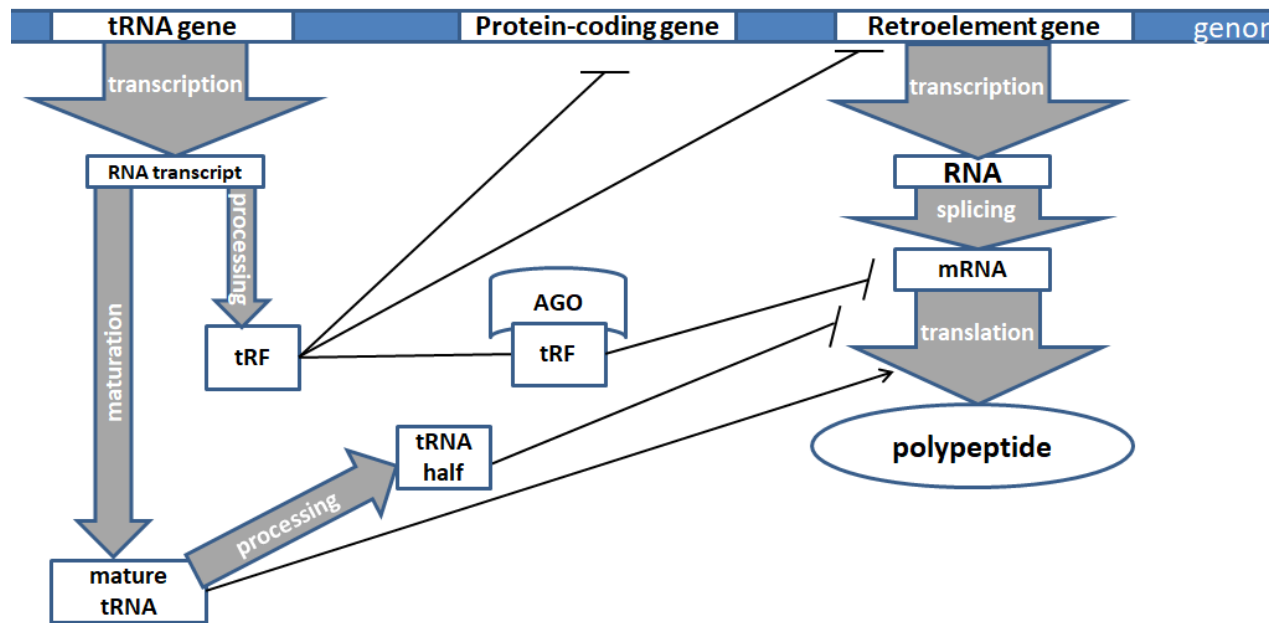 tRNA gene
Protein-coding gene
Retroelement gene
transcription
transcription
RNA transcript
RNA
processing
splicing
mRNA
maturation
AGO
tRF
tRF
translation
tRNA
half
polypeptide
processing
mature
tRNA